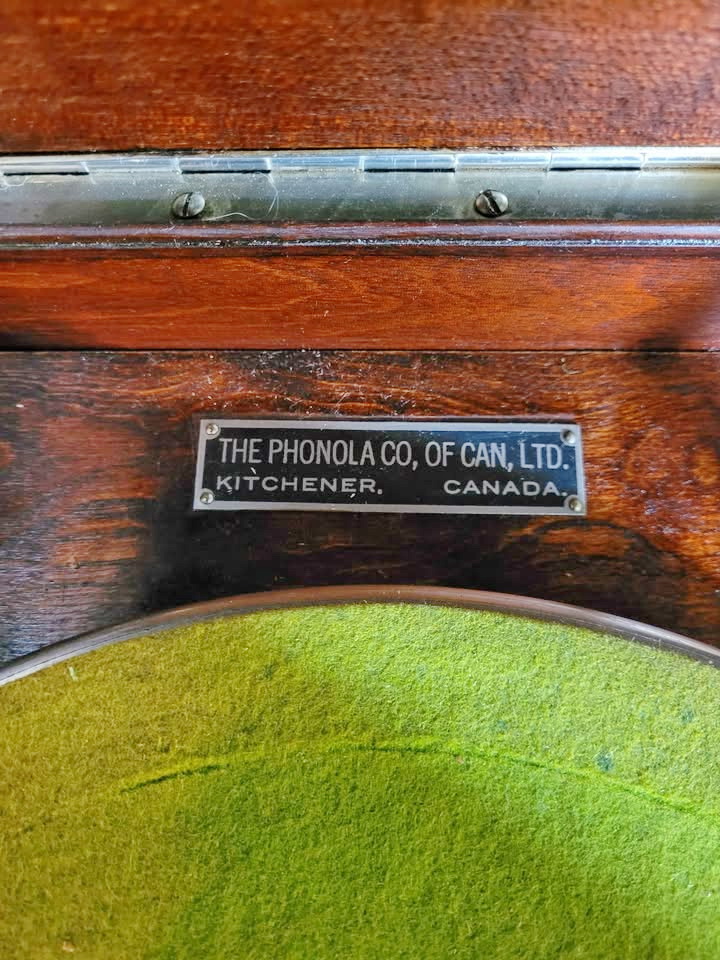 THE PHONOLA CO, OF CAN, LTD.
KITCHENER. CANADA.